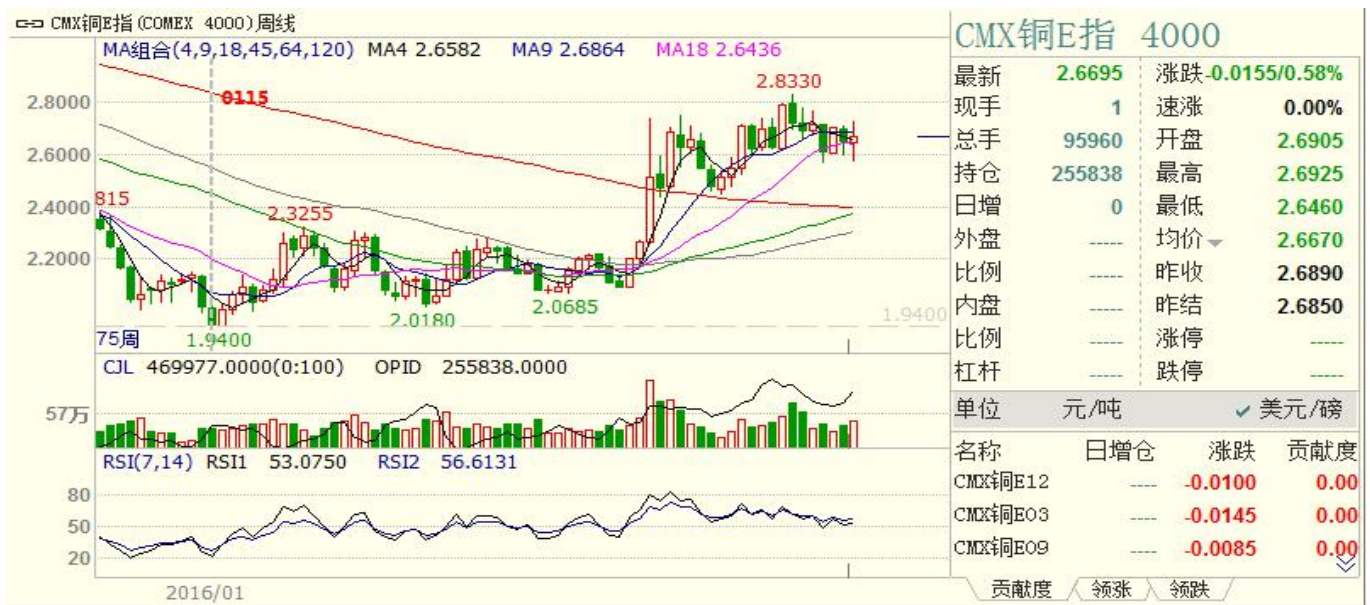 CMX铜E指(COMEX 4000)周线
MA组合(4,9,18,45,64,120) MA4 2.6582 MA9 2.6864 MA18 2.6436
2.8330
0115
2.8000
2.6000
2.4000
2.2000
815
2.3255
2.0180
2.0685
1.9400
1.9400
75周
CJL 469977.0000(0:100) OPID 255838.0000
57万
RSI(7,14) RSI1 53.0750 RSI2 56.6131
80
50
20
2016/01
CMX铜E指 4000
最新 2.6695 涨跌 -0.0155/0.58%
现手 1 速涨 0.00%
总手 95960 开盘 2.6905
持仓 255838 最高 2.6925
日增 0 最低 2.6460
外盘 ---- 均价 2.6670
比例 ---- 昨收 2.6890
内盘 ---- 昨结 2.6850
比例 ---- 涨停 ----
杠杆 ---- 跌停 ----
单位 元/吨 ✓ 美元/磅
名称 日增仓 涨跌 贡献度
CMX铜E12 ---- -0.0100 0.00
CMX铜E03 ---- -0.0145 0.00
CMX铜E09 ---- -0.0085 0.00
贡献度 领涨 领跌